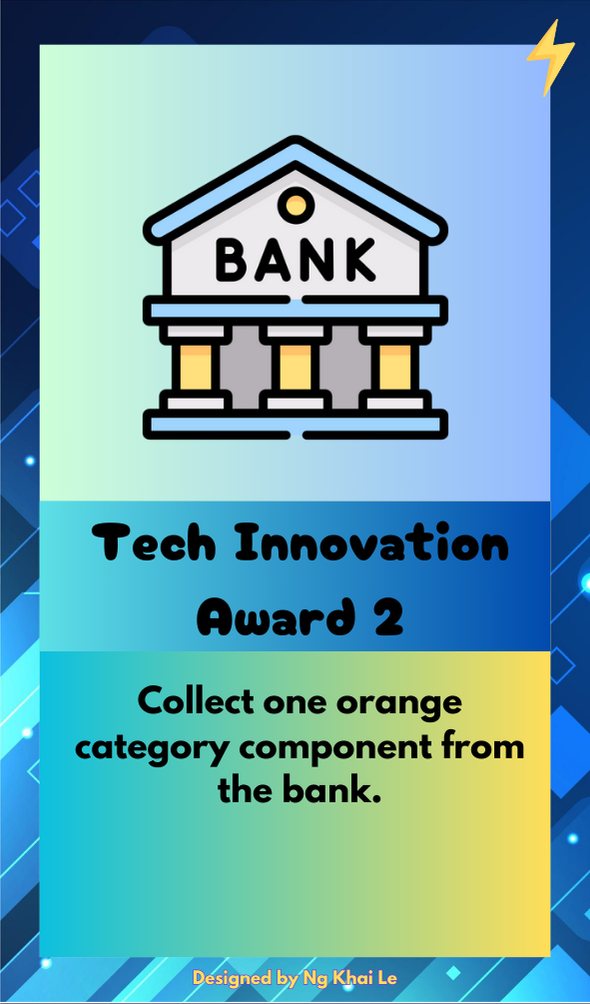 BANK
Tech Innovation
Award 2
Collect one orange
category component from
the bank.
Designed by Ng Khai Le